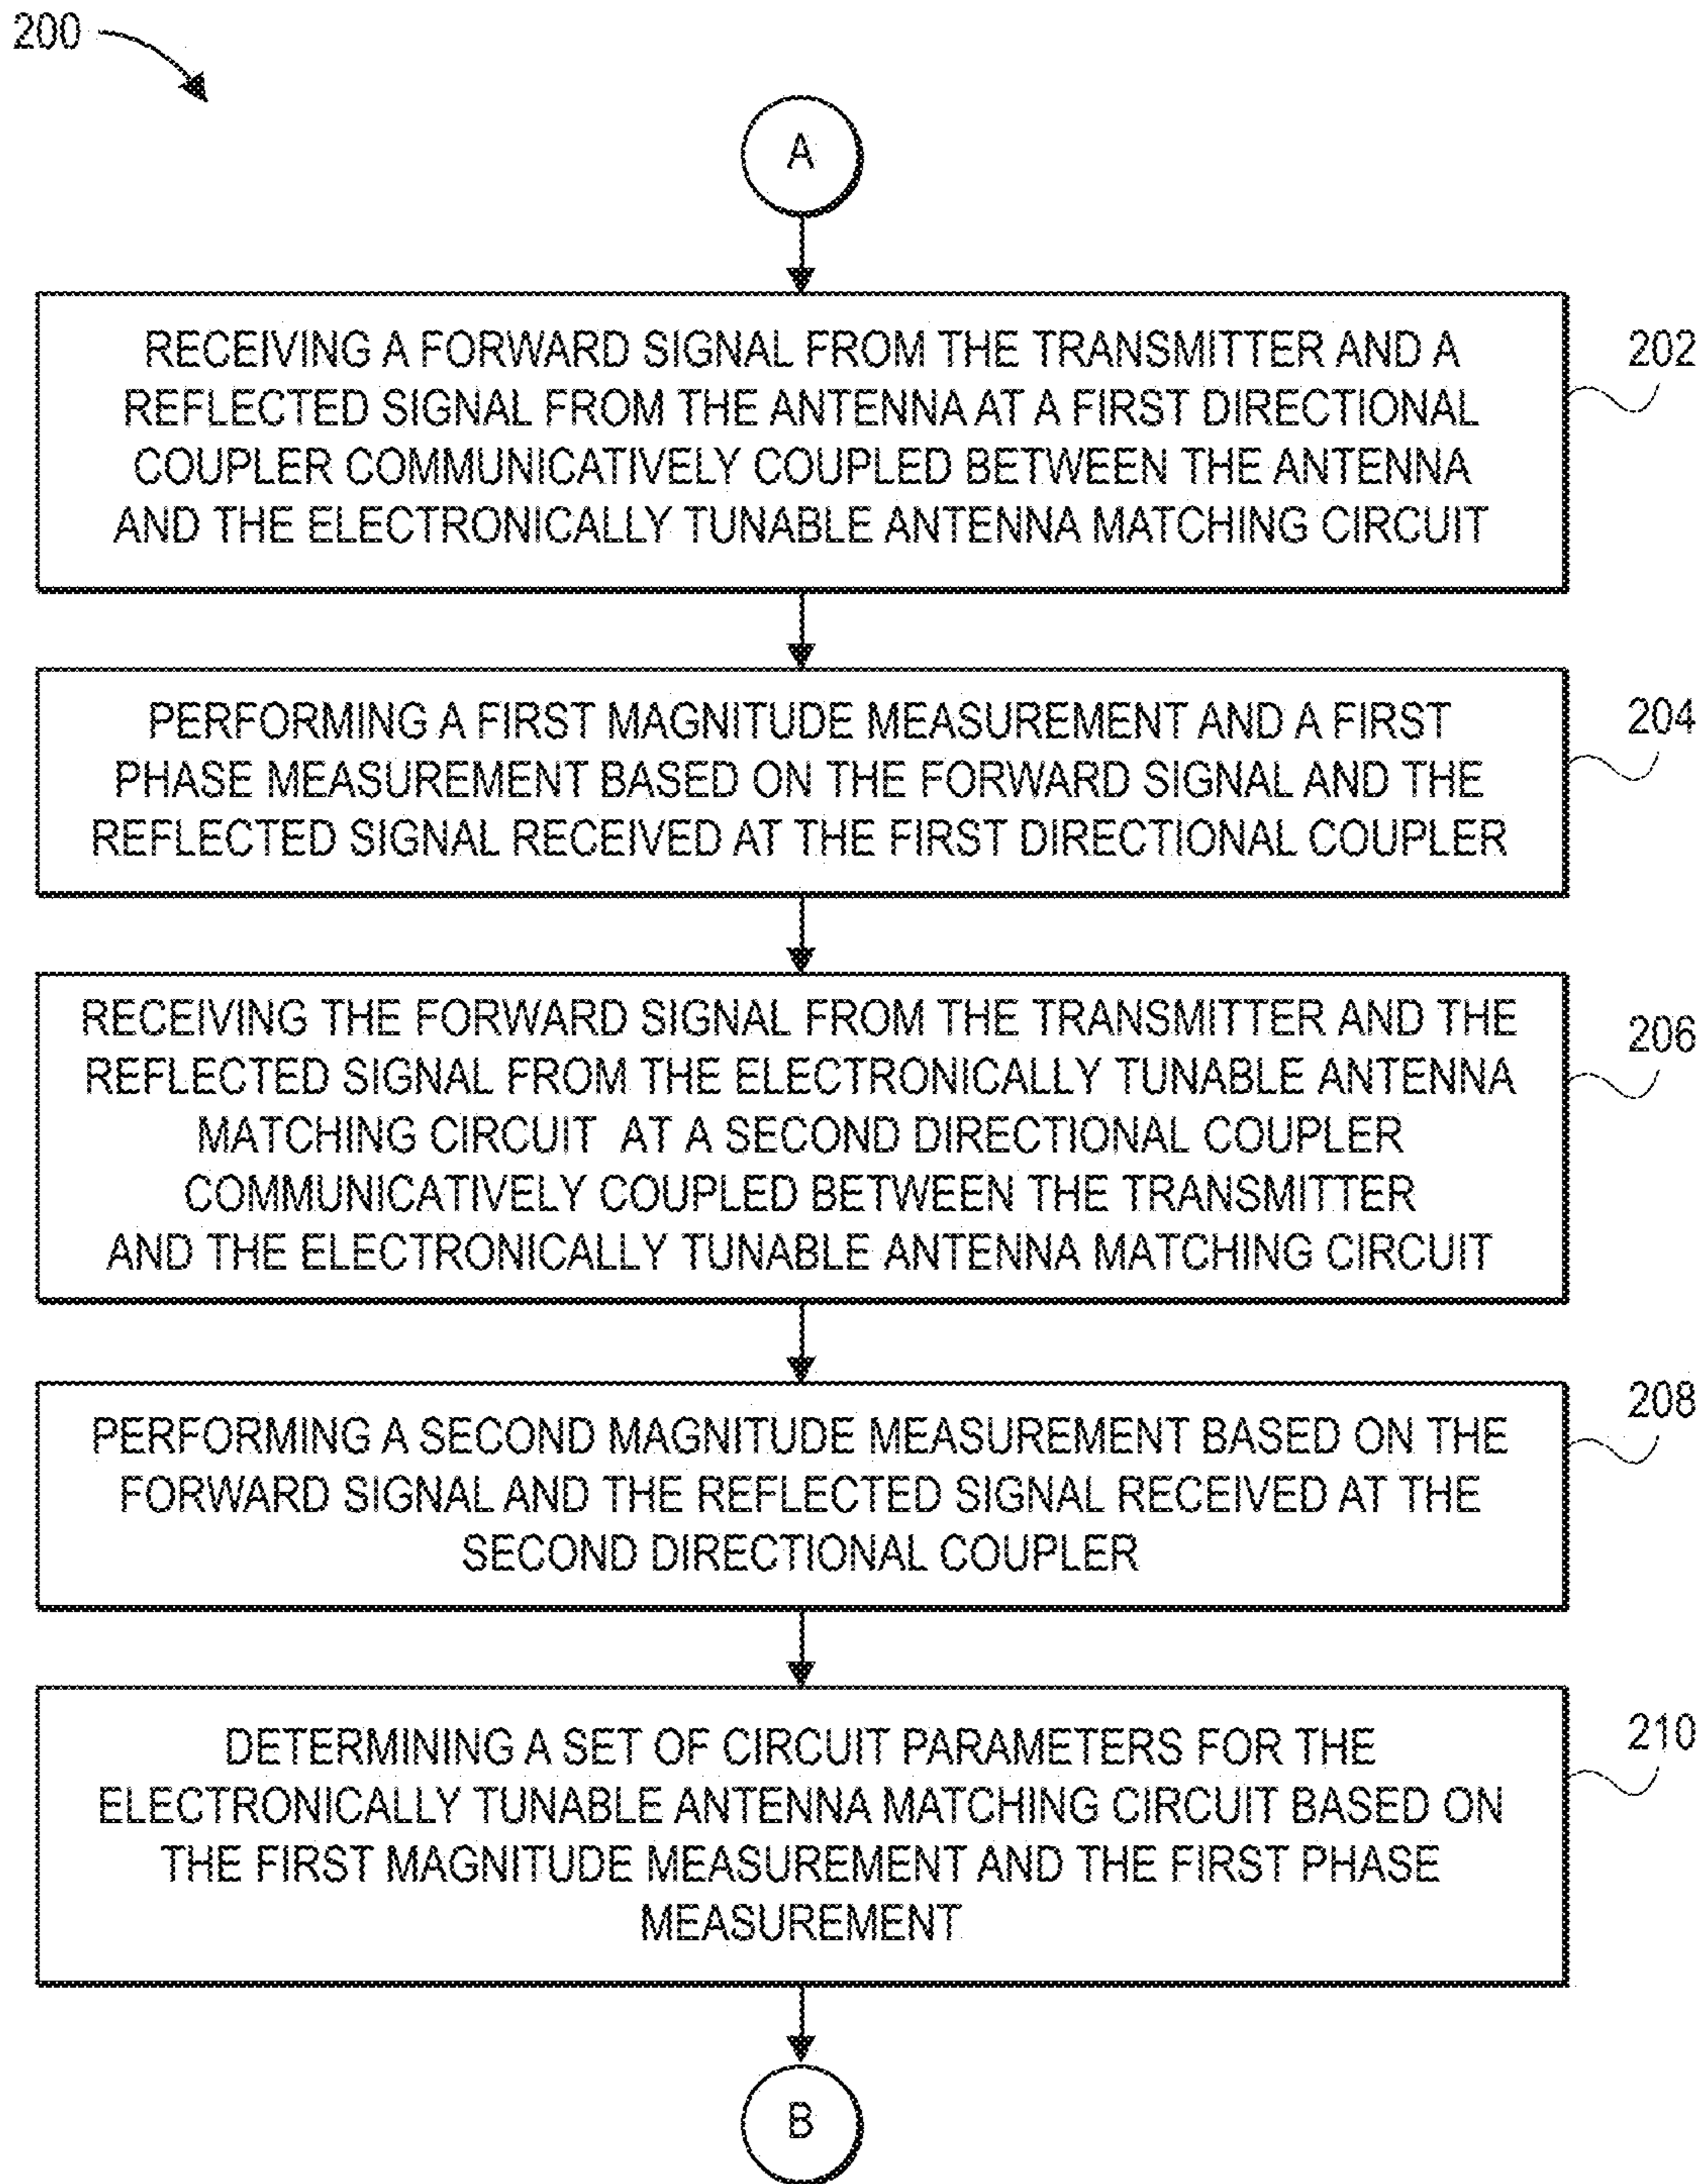 200
A
RECEIVING A FORWARD SIGNAL FROM THE TRANSMITTER AND A
REFLECTED SIGNAL FROM THE ANTENNA AT A FIRST DIRECTIONAL
COUPLER COMMUNICATIVELY COUPLED BETWEEN THE ANTENNA
AND THE ELECTRONICALLY TUNABLE ANTENNA MATCHING CIRCUIT
202
PERFORMING A FIRST MAGNITUDE MEASUREMENT AND A FIRST
PHASE MEASUREMENT BASED ON THE FORWARD SIGNAL AND THE
REFLECTED SIGNAL RECEIVED AT THE FIRST DIRECTIONAL COUPLER
204
RECEIVING THE FORWARD SIGNAL FROM THE TRANSMITTER AND THE
REFLECTED SIGNAL FROM THE ELECTRONICALLY TUNABLE ANTENNA
MATCHING CIRCUIT AT A SECOND DIRECTIONAL COUPLER
COMMUNICATIVELY COUPLED BETWEEN THE TRANSMITTER
AND THE ELECTRONICALLY TUNABLE ANTENNA MATCHING CIRCUIT
206
PERFORMING A SECOND MAGNITUDE MEASUREMENT BASED ON THE
FORWARD SIGNAL AND THE REFLECTED SIGNAL RECEIVED AT THE
SECOND DIRECTIONAL COUPLER
208
DETERMINING A SET OF CIRCUIT PARAMETERS FOR THE
ELECTRONICALLY TUNABLE ANTENNA MATCHING CIRCUIT BASED ON
THE FIRST MAGNITUDE MEASUREMENT AND THE FIRST PHASE
MEASUREMENT
210
B